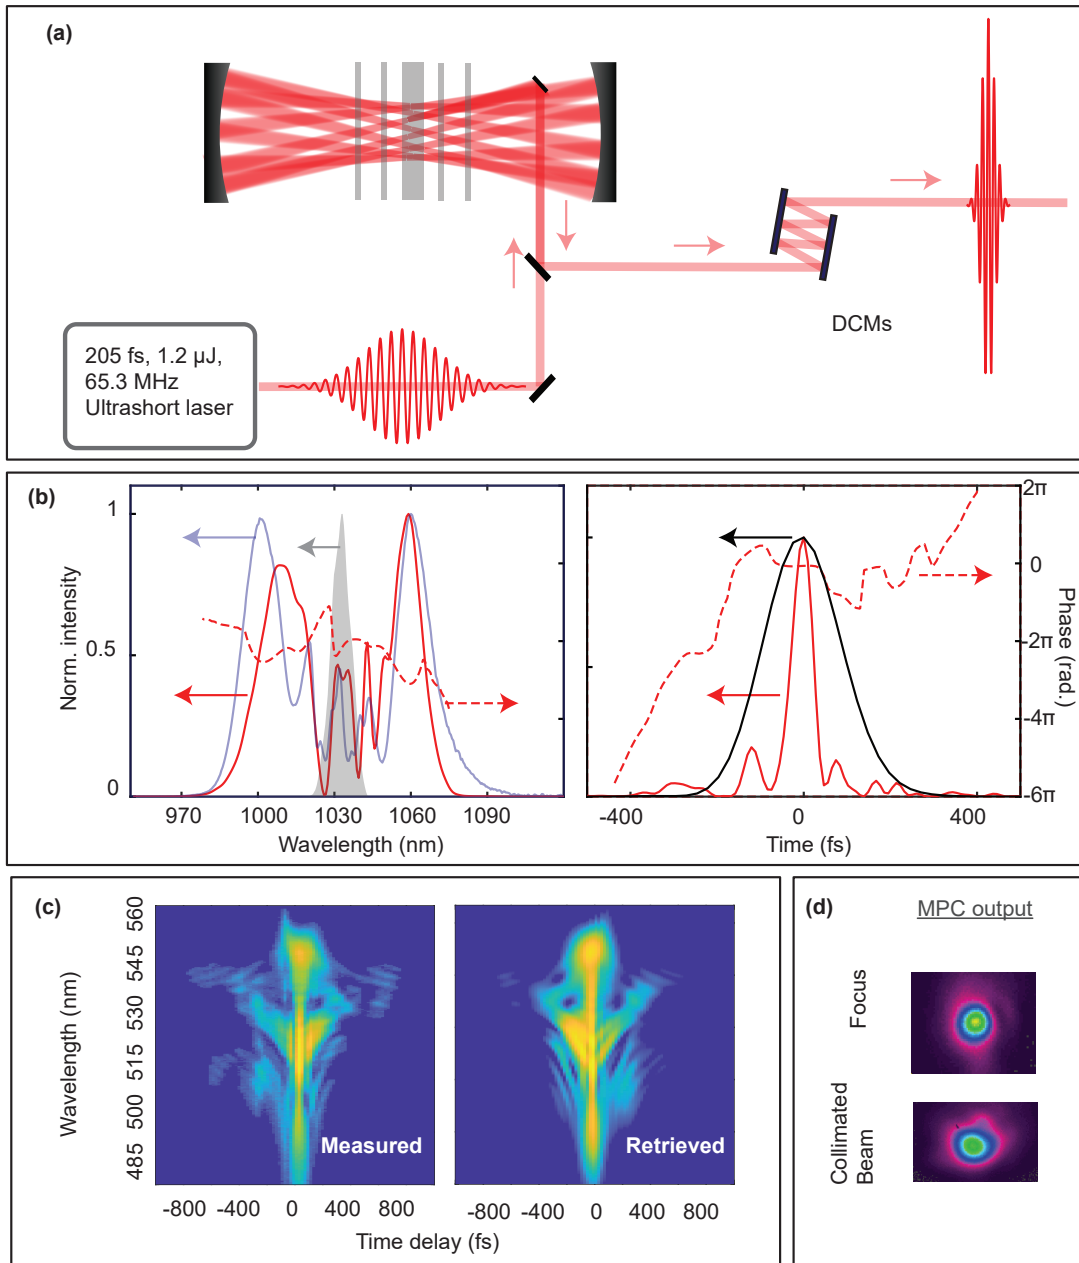 (a)
205 fs, 1.2 µJ,
65.3 MHz
Ultrashort laser
DCMs
(b)
Norm. intensity
1
0.5
0
970 1000 1030 1060 1090
Wavelength (nm)
2π
0
-2π
-4π
-6π
Phase (rad.)
-400 0 400
Time (fs)
(c)
Wavelength (nm)
560
545
530
515
500
485
Measured
Retrieved
-800 -400 0 400 800
-800 -400 0 400 800
Time delay (fs)
(d)
MPC output
Focus
Collimated
Beam